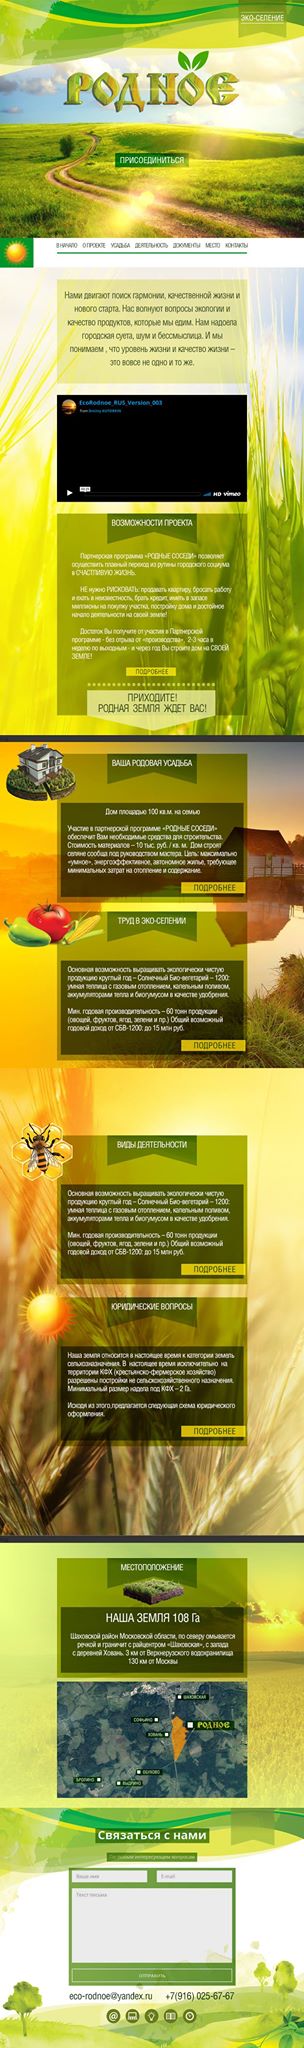 ЭКО-СЕЛЕНИЕ
РОДНОЕ
ПРИСОЕДИНИТЬСЯ
В НАЧАЛО О ПРОЕКТЕ УСАДЬБА ДЕЯТЕЛЬНОСТЬ ДОКУМЕНТЫ МЕСТО КОНТАКТЫ
Нами двигают поиск гармонии, качественной жизни и
нового старта. Нас волнуют вопросы экологии и
качество продуктов, которые мы едим. Нам надоела
городская суета, шум и бессмыслица. И мы
понимаем , что уровень жизни и качество жизни –
это вовсе не одно и то же.
EcoRodnoe_RUS_Version_003
HD vimeo
ВОЗМОЖНОСТИ ПРОЕКТА
Партнерская программа «РОДНЫЕ СОСЕДИ» позволяет
осуществить плавный переход из рутины городского социума
в СЧАСТЛИВУЮ ЖИЗНЬ.
НЕ нужно РИСКОВАТЬ: продавать квартиру, бросать работу
и ехать в неизвестность, брать кредит, иметь в запасе
миллионы на покупку участка, постройку дома и достойное
начало деятельности на своей земле!
Достаток Вы получите от участия в Партнерской
программе - без отрыва от «производства», 2-3 часа в
неделю по выходным - и через год Вы строите дом на СВОЕЙ
ЗЕМЛЕ!
ПОДРОБНЕЕ
ПРИХОДИТЕ!
РОДНАЯ ЗЕМЛЯ ЖДЕТ ВАС!
ВАША РОДОВАЯ УСАДЬБА
Дом площадью 100 кв.м. на семью
Участие в партнерской программе «РОДНЫЕ СОСЕДИ»
обеспечит Вам необходимые средства для строительства.
Стоимость материалов – 10 тыс. руб. / кв. м. Дом строят
селяне сообща под руководством мастера. Цель: максимально
«умное», энергоэффективное, автономное жилье, требующее
минимальных затрат на отопление и содержание.
ПОДРОБНЕЕ
ТРУД В ЭКО-СЕЛЕНИИ
Основная возможность выращивать экологически чистую
продукцию круглый год – Солнечный Био-вегетарий – 1200:
умная теплица с газовым отоплением, капельным поливом,
аккумуляторами тепла и биогумусом в качестве удобрения.
Мин. годовая производительность – 60 тонн продукции
(овощей, фруктов, ягод, зелени и пр.) Общий возможный
годовой доход от СБВ-1200: до 15 млн руб.
ПОДРОБНЕЕ
ВИДЫ ДЕЯТЕЛЬНОСТИ
Основная возможность выращивать экологически чистую
продукцию круглый год – Солнечный Био-вегетарий – 1200:
умная теплица с газовым отоплением, капельным поливом,
аккумуляторами тепла и биогумусом в качестве удобрения.
Мин. годовая производительность – 60 тонн продукции
(овощей, фруктов, ягод, зелени и пр.) Общий возможный
годовой доход от СБВ-1200: до 15 млн руб.
ПОДРОБНЕЕ
ЮРИДИЧЕСКИЕ ВОПРОСЫ
Наша земля относится в настоящее время к категории земель
сельхозназначения. В настоящее время исключительно на
территории КФХ (крестьянско-фермерское хозяйство)
разрешены постройки не сельскохозяйственного назначения.
Минимальный размер надела под КФХ – 2 Га.
Исходя из этого,предлагается следующая схема юридического
оформления.
ПОДРОБНЕЕ
МЕСТОПОЛОЖЕНИЕ
НАША ЗЕМЛЯ 108 Га
Шаховской район Московской области, по северу омывается
речкой и граничит с райцентром «Шаховская», с запада
с деревней Ховань. 3 км от Верхнерузского водохранилища
130 км от Москвы
ШАХОВСКАЯ
СОФЬИНО
РОДНОЕ
ХОВАНЬ
ОБУХОВО
БРОЛИНО
ЯДРИНО
Связаться с нами
интересующим вопросам
Ваше имя
E-mail
Текст письма
ОТПРАВИТЬ
eco-rodnoe@yandex.ru +7(916) 025-67-67